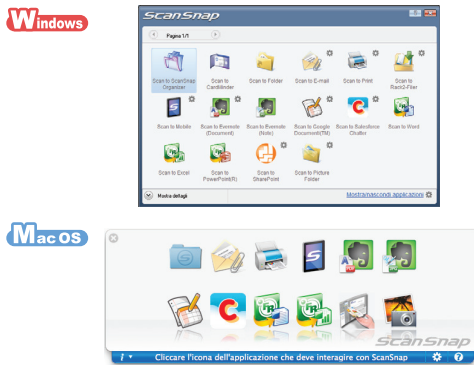 Windows
ScanSnap
Pagina 1/1
Scan to ScanSnap Organizer
Scan to CardMinder
Scan to Folder
Scan to E-mail
Scan to Print
Scan to Rack2-Filer
Scan to Mobile
Scan to Evernote (Document)
Scan to Evernote (Note)
Scan to Google Documents(TM)
Scan to Salesforce Chatter
Scan to Word
Scan to Excel
Scan to PowerPoint(R)
Scan to SharePoint
Scan to Picture Folder
Mostra dettagli
Mostra/nascondi applicazioni
Mac OS
ScanSnap
Cliccare l'icona dell'applicazione che deve interagire con ScanSnap